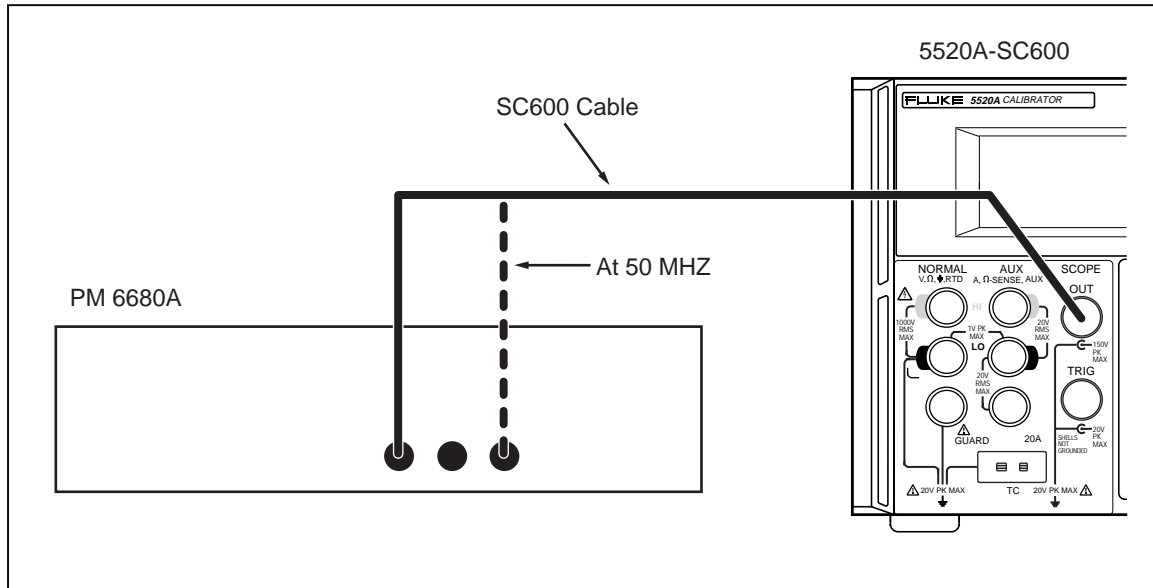 5520A-SC600
SC600 Cable
FLUKE 5520A CALIBRATOR
At 50 MHZ
PM 6680A
NORMAL
V, Ω, RTD
AUX
A, Ω-SENSE, AUX
SCOPE
OUT
HI
1000V
RMS
MAX
1V PK
MAX
20V
RMS
MAX
LO
150V
PK
MAX
20V
RMS
MAX
TRIG
GUARD
20A
SHELLS
NOT
GROUNDED
20V
PK
MAX
20V PK MAX
TC
20V PK MAX